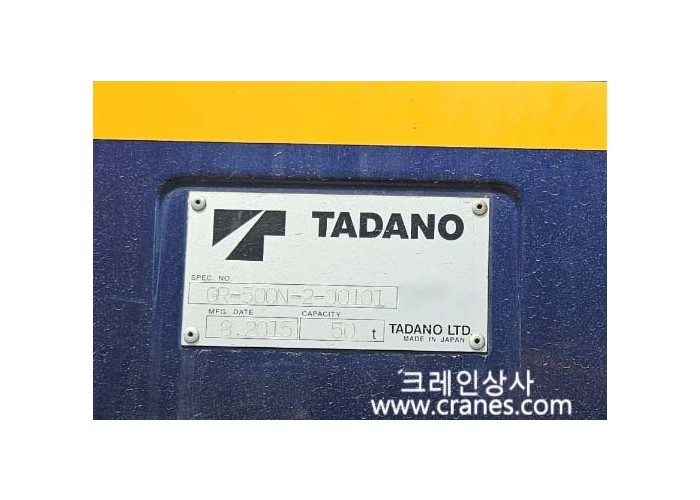 TADANO
SPEC. NO.
GR-500N-2-00101
MFG. DATE CAPACITY
8.2015 50 t
TADANO LTD.
MADE IN JAPAN
크레인상사
www.cranes.com